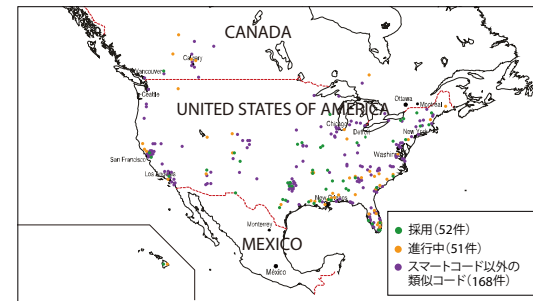 CANADA
Calgary
Vancouver
Seattle
UNITED STATES OF AMERICA
Ottawa
Montreal
Chicago
Detroit
New York
San Francisco
Washington
Los Angeles
New Orleans
Monterrey
MEXICO
México
採用（52件）
進行中（51件）
スマートコード以外の
類似コード（168件）